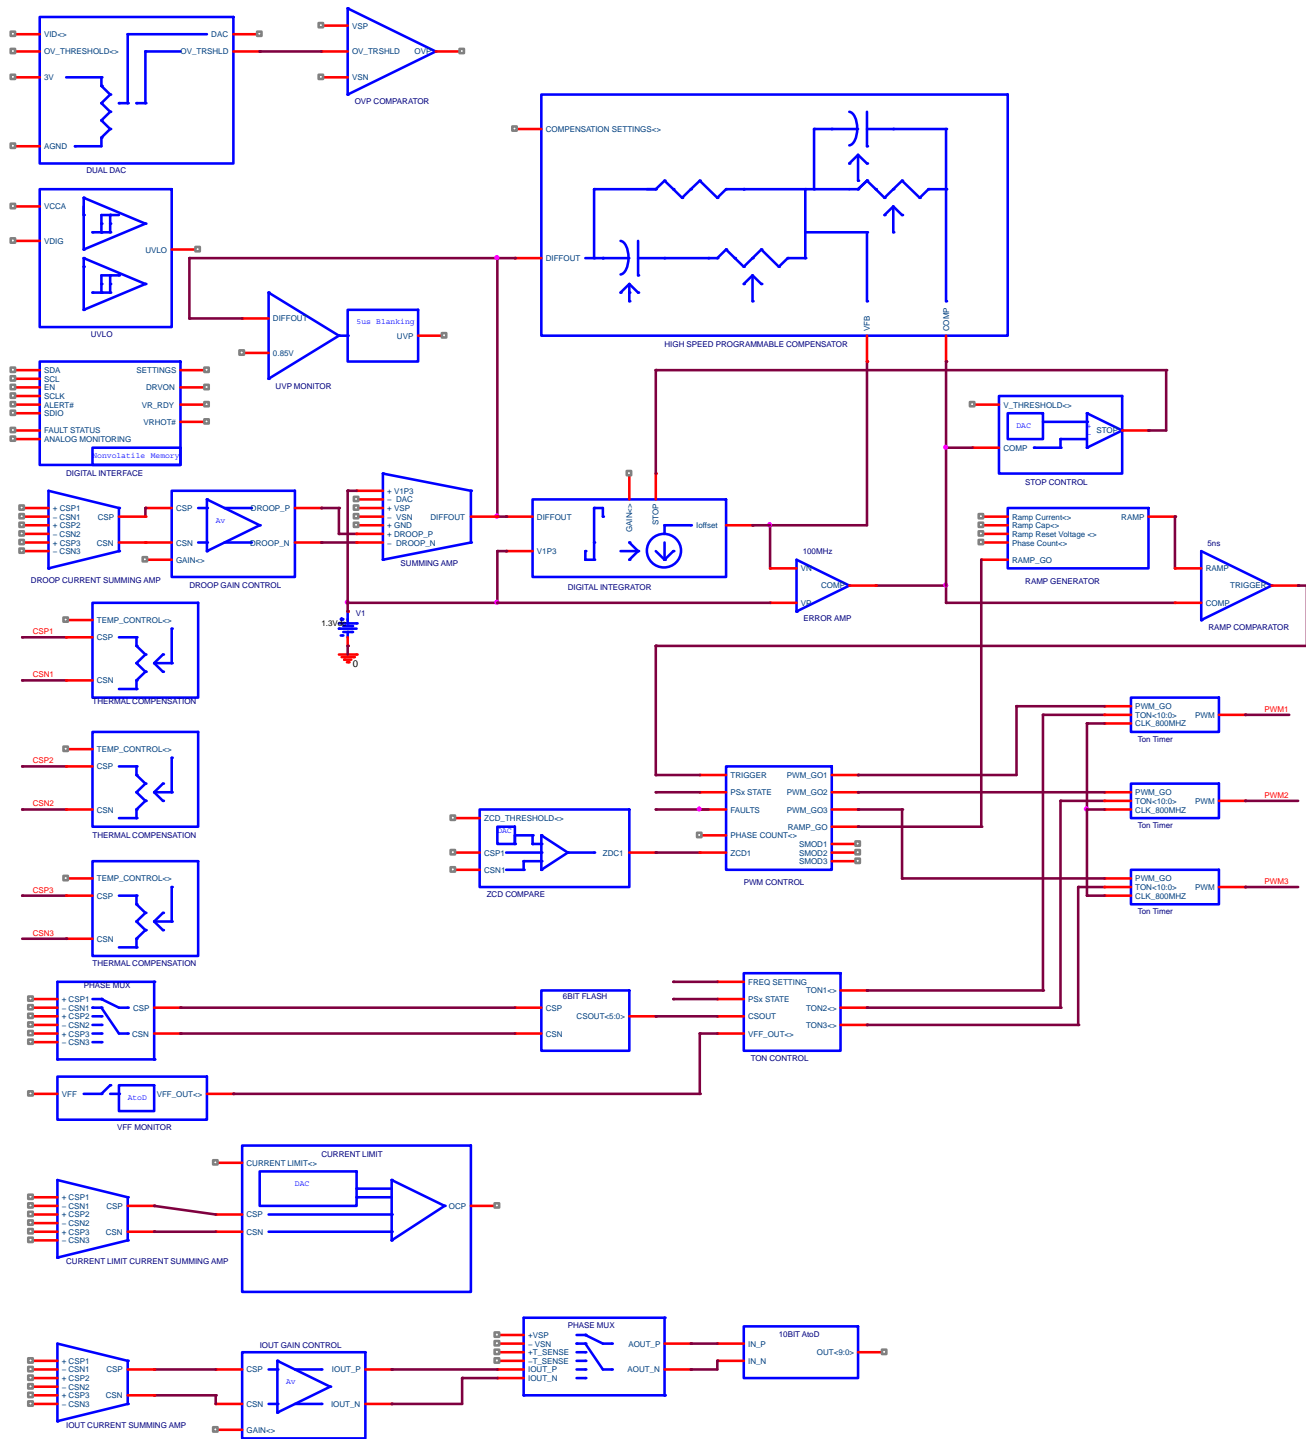 VID<>
OV_THRESHOLD<>
3V
AGND
DAC
OV_TRSHLD
DUAL DAC
VSP
OV_TRSHLD
VSN
OVP
OVP COMPARATOR
VCCA
VDIG
UVLO
UVLO
DIFFOUT
0.85V
UVP MONITOR
5us Blanking
UVP
COMPENSATION SETTINGS<>
DIFFOUT
VFB
COMP
HIGH SPEED PROGRAMMABLE COMPENSATOR
SDA
SCL
EN
SCLK
ALERT#
SDIO
FAULT STATUS
ANALOG MONITORING
SETTINGS
DRVON
VR_RDY
VRHOT#
Nonvolatile Memory
DIGITAL INTERFACE
V_THRESHOLD<>
DAC
COMP
STOP
STOP CONTROL
+ CSP1
− CSN1
+ CSP2
− CSN2
+ CSP3
− CSN3
CSP
CSN
DROOP CURRENT SUMMING AMP
CSP
CSN
Av
DROOP_P
DROOP_N
GAIN<>
DROOP GAIN CONTROL
+ V1P3
− DAC
+ VSP
− VSN
+ GND
+ DROOP_P
− DROOP_N
DIFFOUT
SUMMING AMP
DIFFOUT
V1P3
GAIN<>
STOP
Ioffset
DIGITAL INTEGRATOR
100MHz
VN
VP
COMP
ERROR AMP
Ramp Current<>
Ramp Cap<>
Ramp Reset Voltage <>
Phase Count<>
RAMP_GO
RAMP
RAMP GENERATOR
5ns
RAMP
COMP
TRIGGER
RAMP COMPARATOR
V1
1.3V
0
CSP1
CSN1
TEMP_CONTROL<>
CSP
CSN
THERMAL COMPENSATION
CSP2
CSN2
TEMP_CONTROL<>
CSP
CSN
THERMAL COMPENSATION
CSP3
CSN3
TEMP_CONTROL<>
CSP
CSN
THERMAL COMPENSATION
ZCD_THRESHOLD<>
DAC
CSP1
CSN1
ZDC1
ZCD COMPARE
TRIGGER
PSx STATE
FAULTS
PHASE COUNT<>
ZCD1
PWM_GO1
PWM_GO2
PWM_GO3
RAMP_GO
SMOD1
SMOD2
SMOD3
PWM CONTROL
PWM_GO
TON<10:0>
CLK_800MHZ
PWM
PWM1
Ton Timer
PWM_GO
TON<10:0>
CLK_800MHZ
PWM
PWM2
Ton Timer
PWM_GO
TON<10:0>
CLK_800MHZ
PWM
PWM3
Ton Timer
PHASE MUX
+ CSP1
− CSN1
+ CSP2
− CSN2
+ CSP3
− CSN3
CSP
CSN
6BIT FLASH
CSP
CSN
CSOUT<5:0>
FREQ SETTING
PSx STATE
CSOUT
VFF_OUT<>
TON1<>
TON2<>
TON3<>
TON CONTROL
VFF
AtoD
VFF_OUT<>
VFF MONITOR
CURRENT LIMIT
CURRENT LIMIT<>
DAC
CSP
CSN
OCP
+ CSP1
− CSN1
+ CSP2
− CSN2
+ CSP3
− CSN3
CSP
CSN
CURRENT LIMIT CURRENT SUMMING AMP
+ CSP1
− CSN1
+ CSP2
− CSN2
+ CSP3
− CSN3
CSP
CSN
IOUT CURRENT SUMMING AMP
IOUT GAIN CONTROL
CSP
CSN
Av
IOUT_P
IOUT_N
GAIN<>
PHASE MUX
+VSP
− VSN
+T_SENSE
−T_SENSE
IOUT_P
IOUT_N
AOUT_P
AOUT_N
10BIT AtoD
IN_P
IN_N
OUT<9:0>